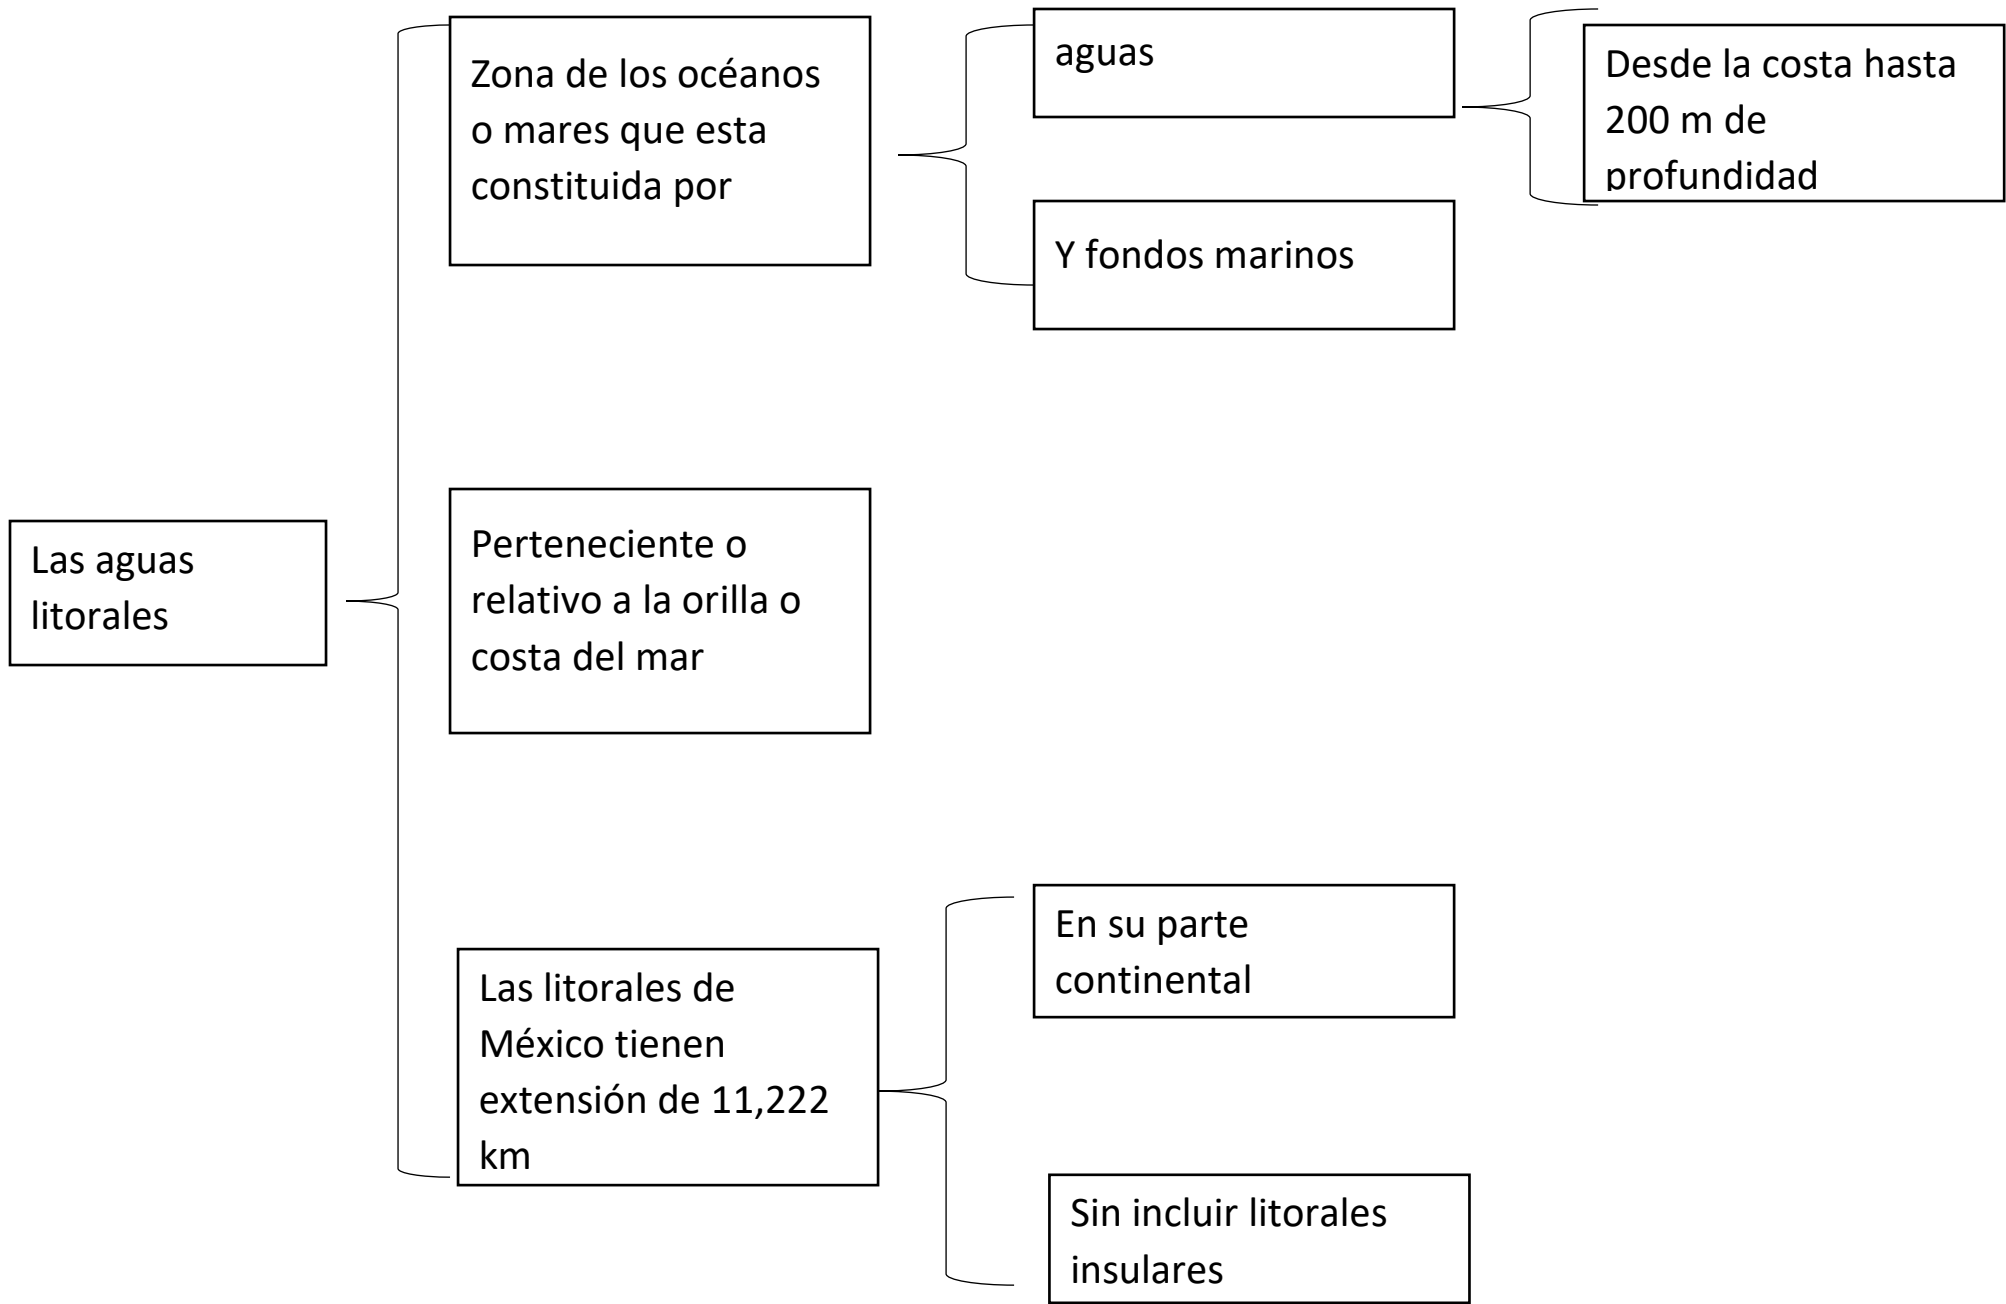 Las aguas
litorales
Zona de los océanos
o mares que esta
constituida por
aguas
Desde la costa hasta
200 m de
profundidad
Y fondos marinos
Perteneciente o
relativo a la orilla o
costa del mar
Las litorales de
México tienen
extensión de 11,222
km
En su parte
continental
Sin incluir litorales
insulares